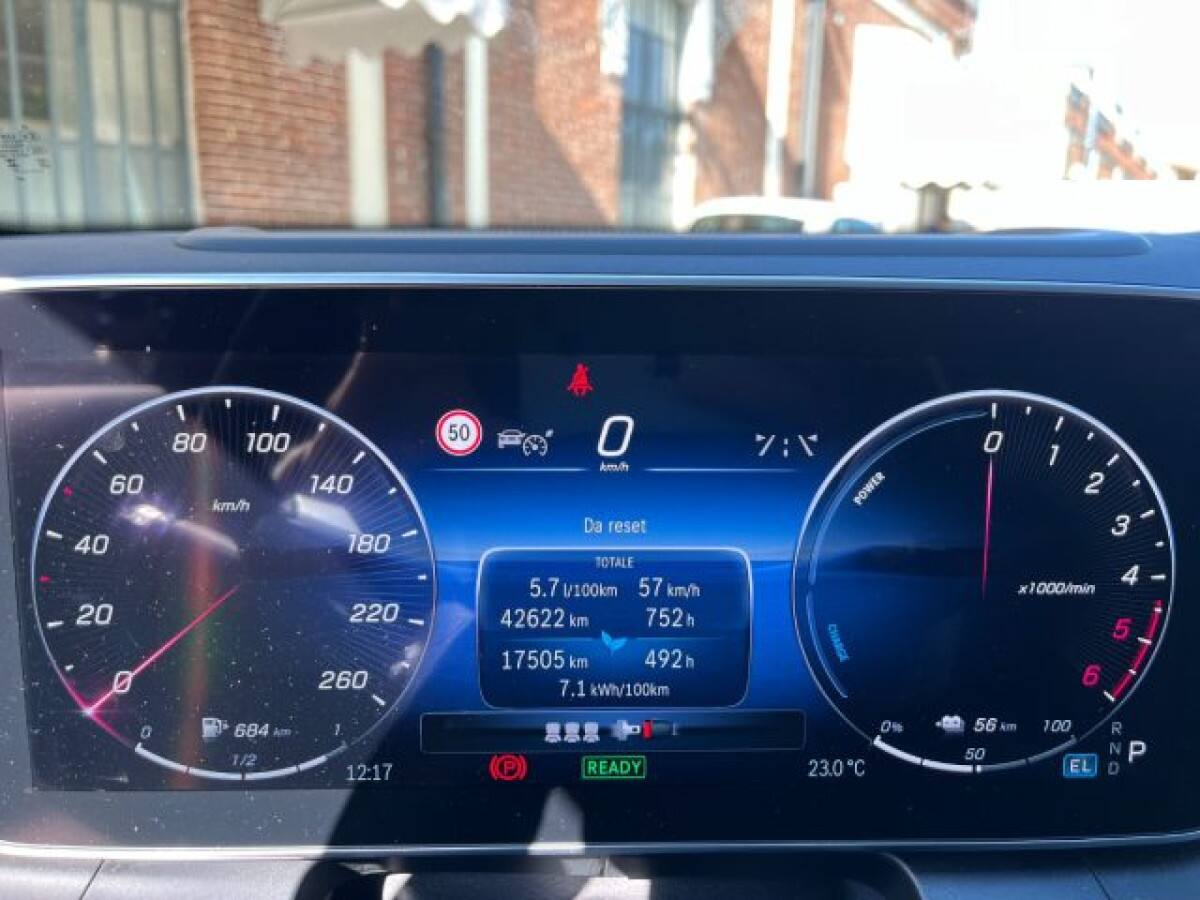 50
0
km/h
80
100
60
140
km/h
40
180
20
220
0
260
684 km
0
1/2
1
12:17
Da reset
TOTALE
5.7 l/100km 57 km/h
42622 km 752 h
17505 km 492 h
7.1 kWh/100km
P
READY
23.0 °C
POWER
CHARGE
0
1
2
3
4
5
6
x1000/min
0%
56 km
100
50
EL
R
N
D
P